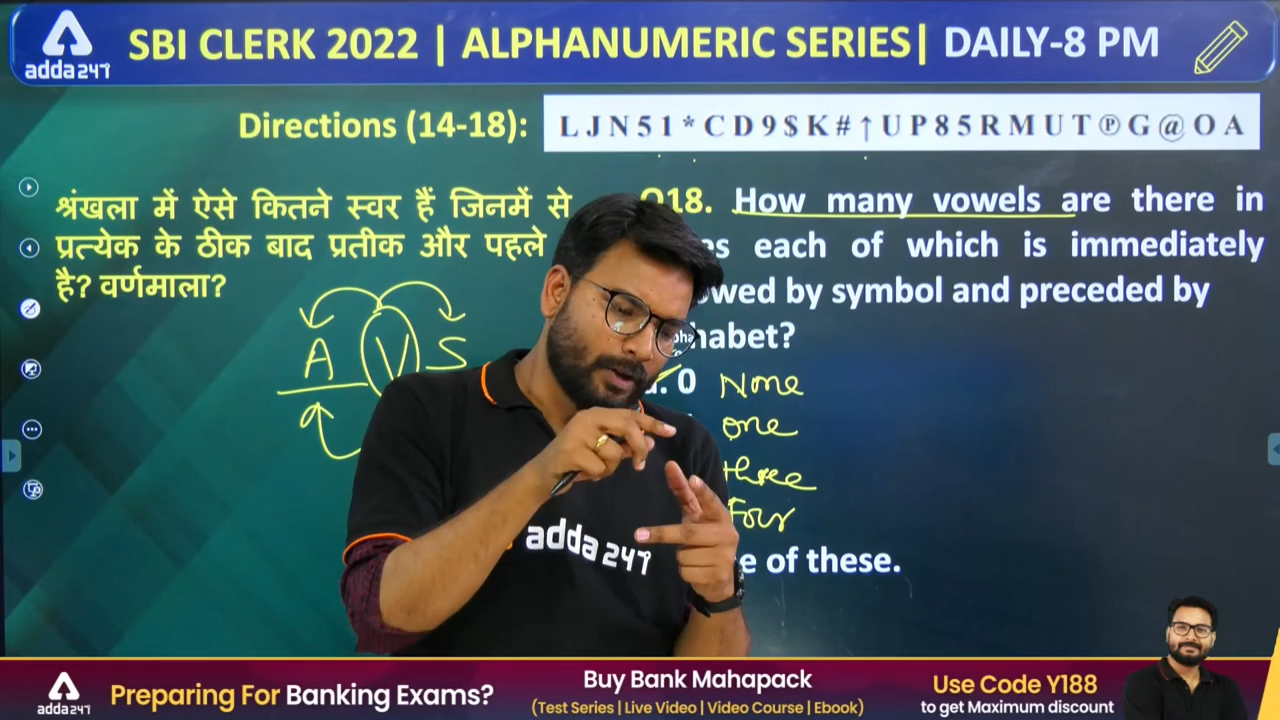 adda247
SBI CLERK 2022 | ALPHANUMERIC SERIES| DAILY-8 PM
Directions (14-18): L J N 5 1 * C D 9 $ K # ↑ U P 8 5 R M U T Ⓟ G @ O A
श्रंखला में ऐसे कितने स्वर हैं जिनमें से
प्रत्येक के ठीक बाद प्रतीक और पहले
है? वर्णमाला?
Q18. How many vowels are there in
each of which is immediately
by symbol and preceded by
A V S
0 None
one
three
Four
of these.
adda 247
adda247
Preparing For Banking Exams?
Buy Bank Mahapack
(Test Series | Live Video | Video Course | Ebook)
Use Code Y188
to get Maximum discount